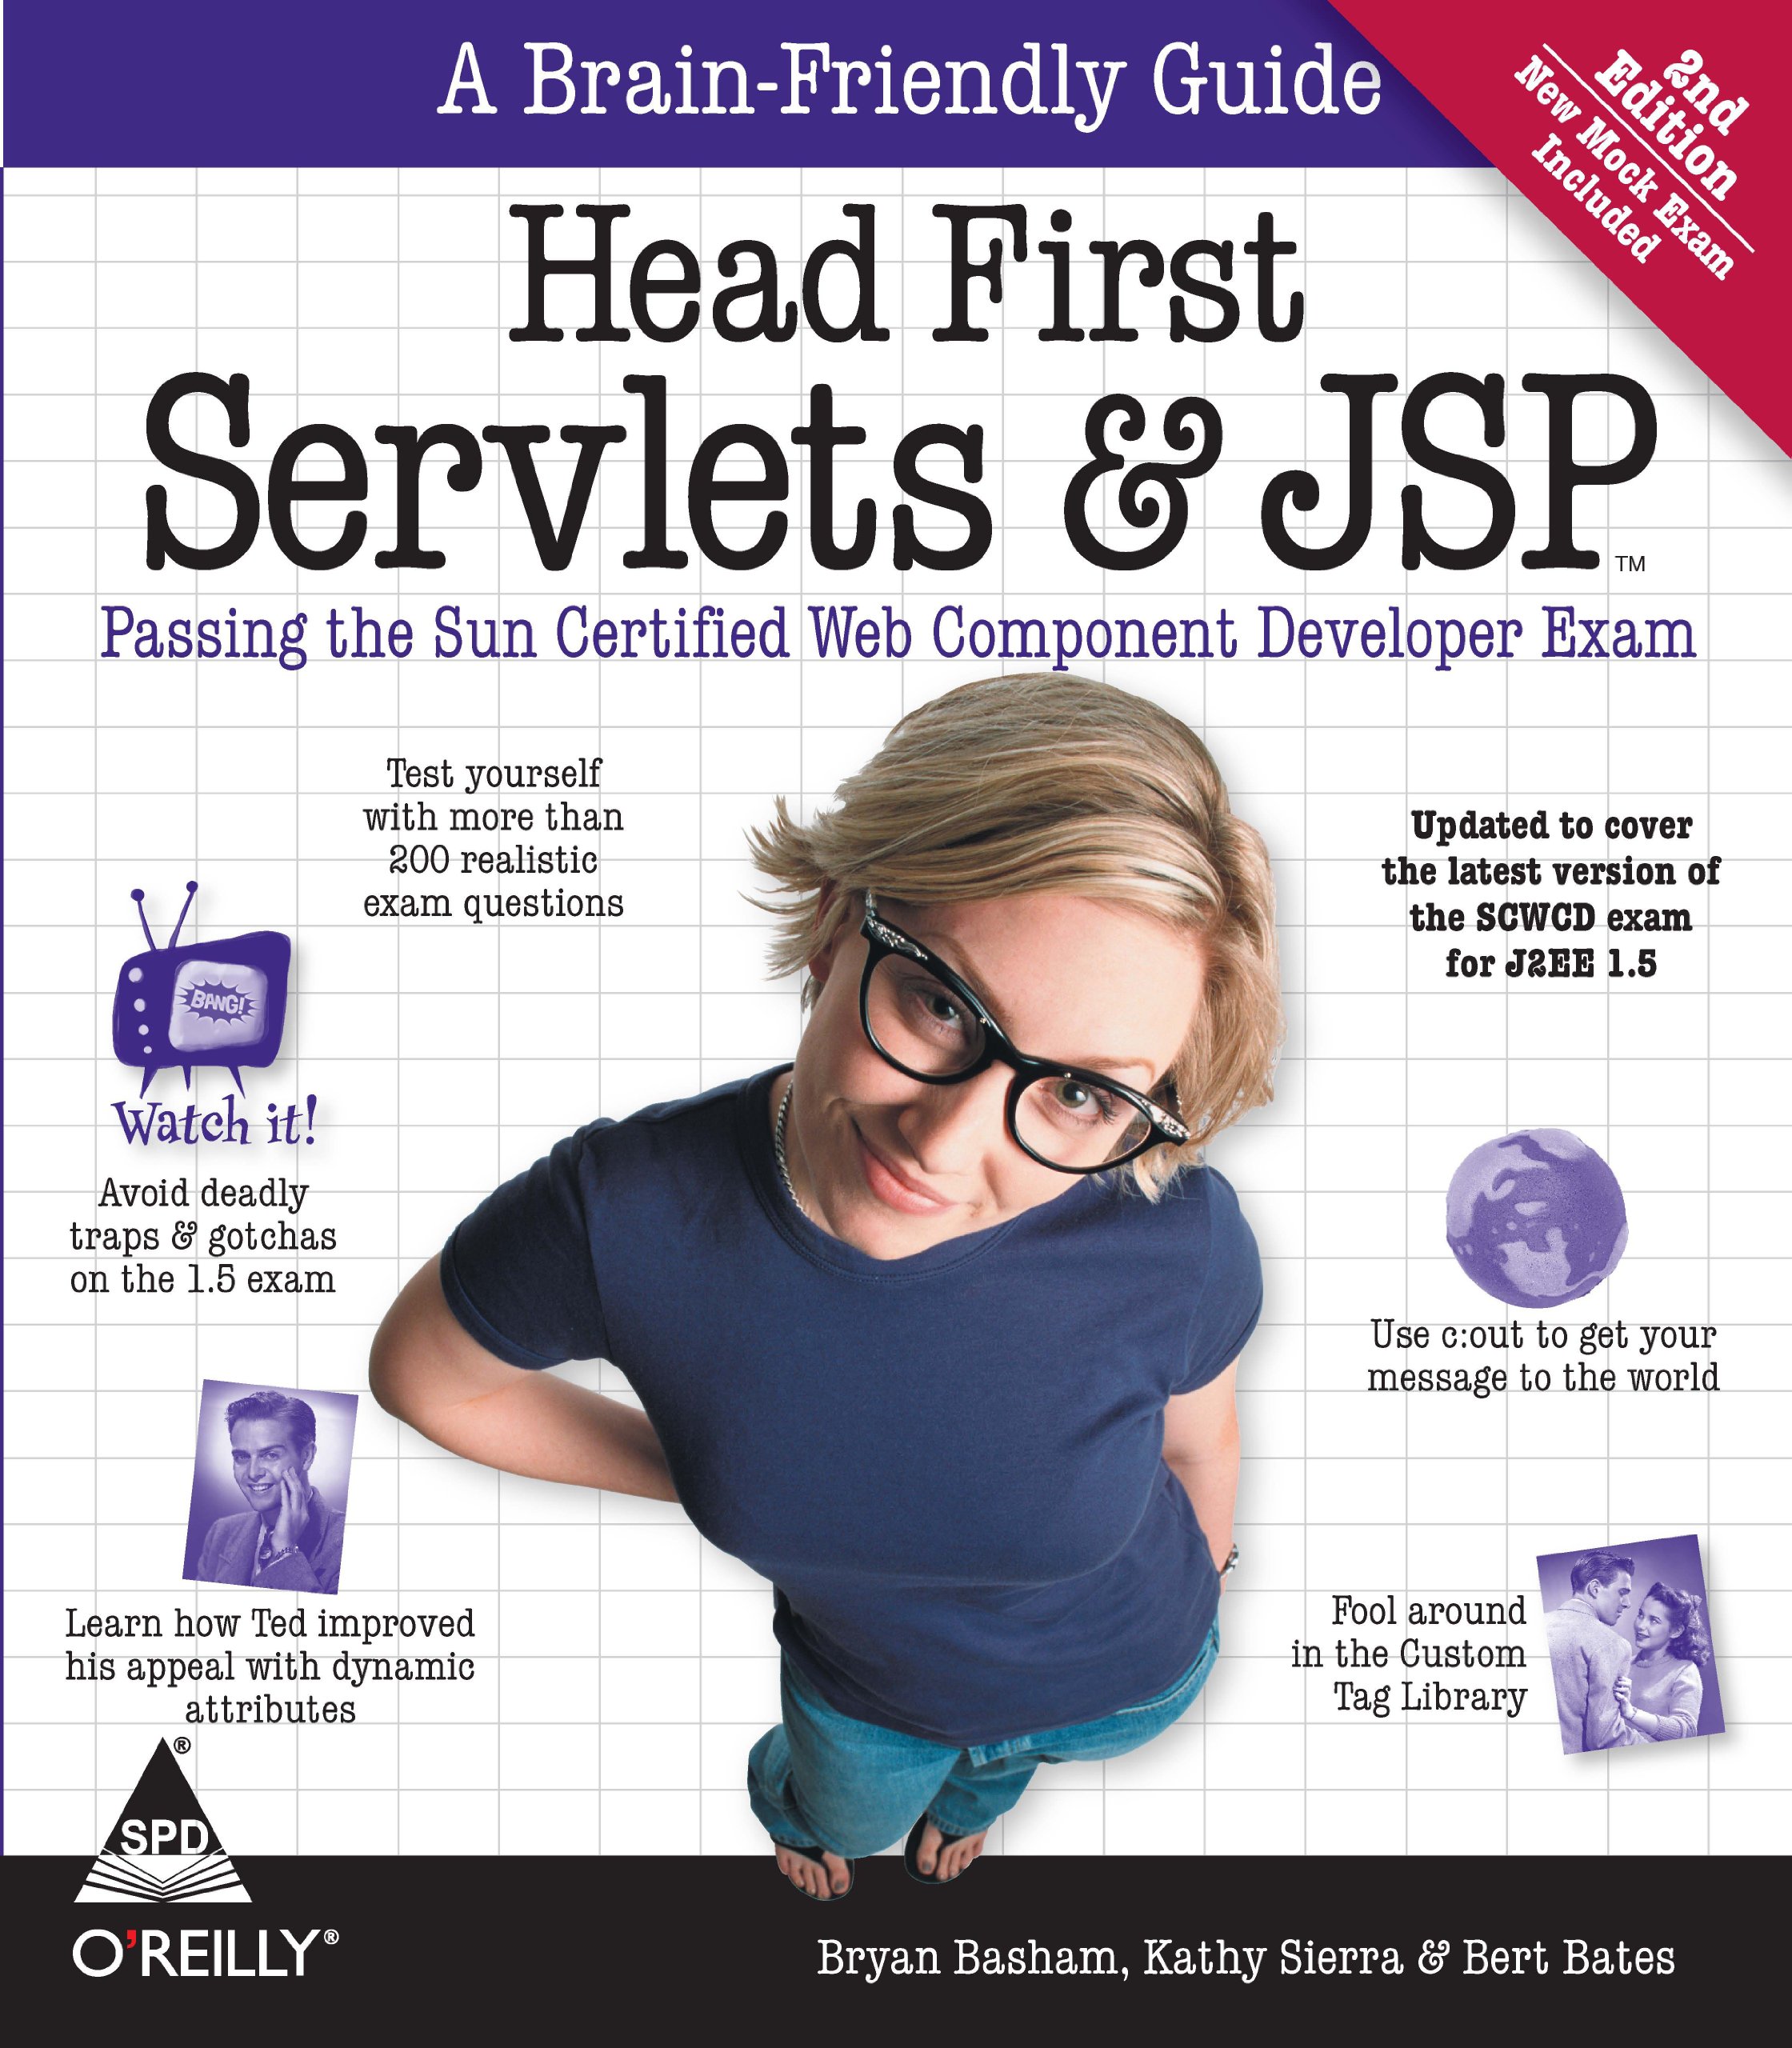 A Brain-Friendly Guide
2nd
Edition
New Mock Exam
Included
Head First
Servlets & JSP™
Passing the Sun Certified Web Component Developer Exam
Test yourself
with more than
200 realistic
exam questions
Updated to cover
the latest version of
the SCWCD exam
for J2EE 1.5
BANG!
Watch it!
Avoid deadly
traps & gotchas
on the 1.5 exam
Use c:out to get your
message to the world
Learn how Ted improved
his appeal with dynamic
attributes
Fool around
in the Custom
Tag Library
SPD®
O'REILLY®
Bryan Basham, Kathy Sierra & Bert Bates